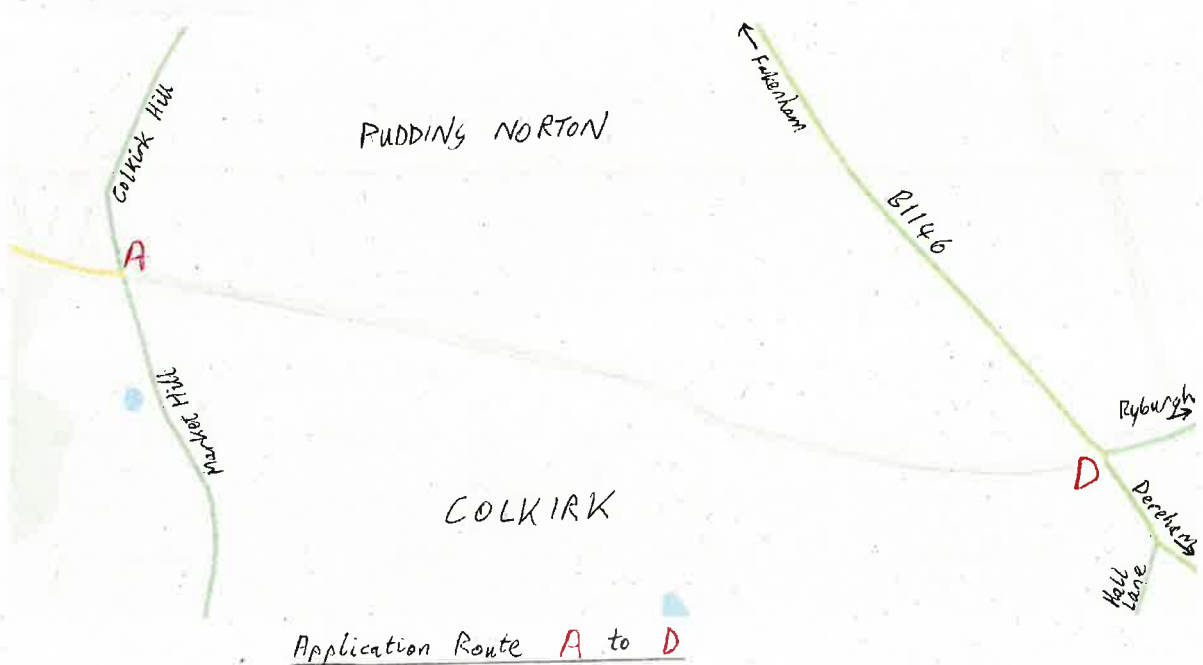 Colkirk Hill
PUDDING NORTON
Fakenham
B1146
A
Market Hill
Ryburgh
D
COLKIRK
Dereham
Hall
Lane
Application Route A to D